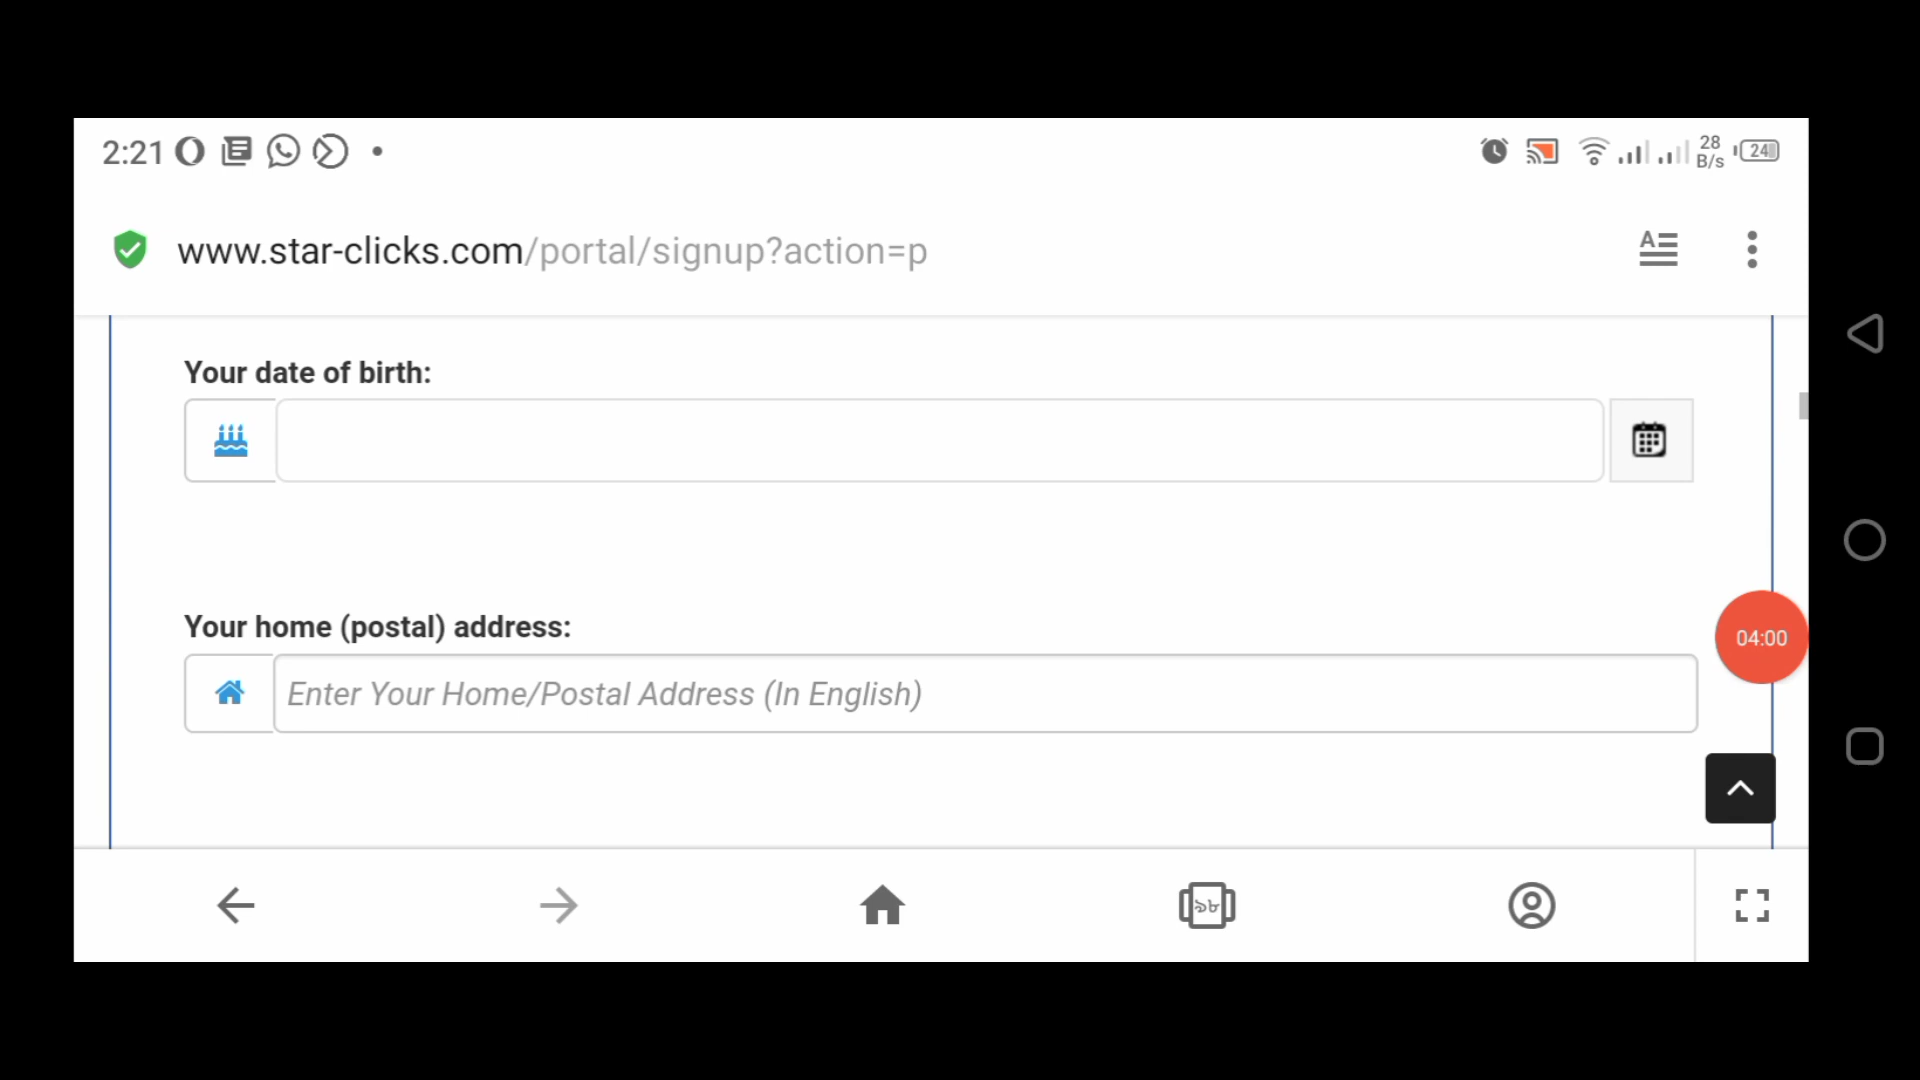 2:21
28
B/s
24
www.star-clicks.com/portal/signup?action=p
Your date of birth:
Your home (postal) address:
Enter Your Home/Postal Address (In English)
04:00
১৮